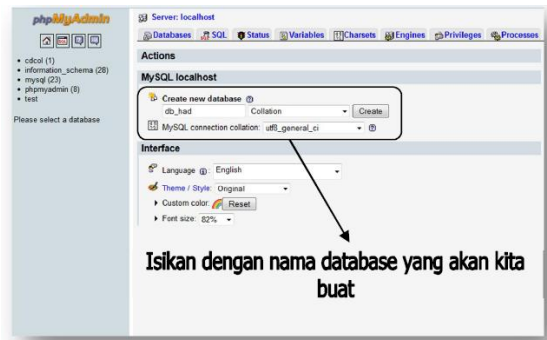 phpMyAdmin
cdcol (1)
information_schema (28)
mysql (23)
phpmyadmin (8)
test
Please select a database
Server: localhost
Databases SQL Status Variables Charsets Engines Privileges Processes
Actions
MySQL localhost
Create new database
db_had Collation Create
MySQL connection collation: utf8_general_ci
Interface
Language : English
Theme / Style: Original
Custom color: Reset
Font size: 82%
Isikan dengan nama database yang akan kita
buat